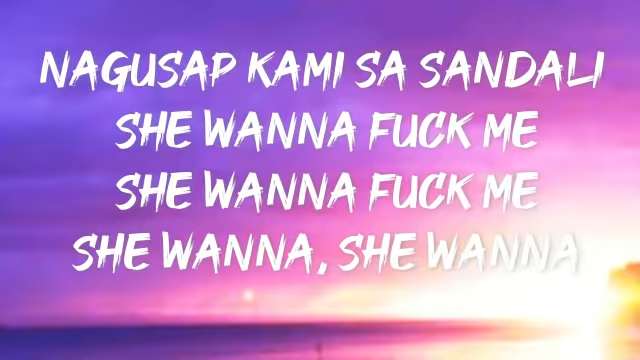 NAGUSAP KAMI SA SANDALI
SHE WANNA FUCK ME
SHE WANNA FUCK ME
SHE WANNA, SHE WANNA